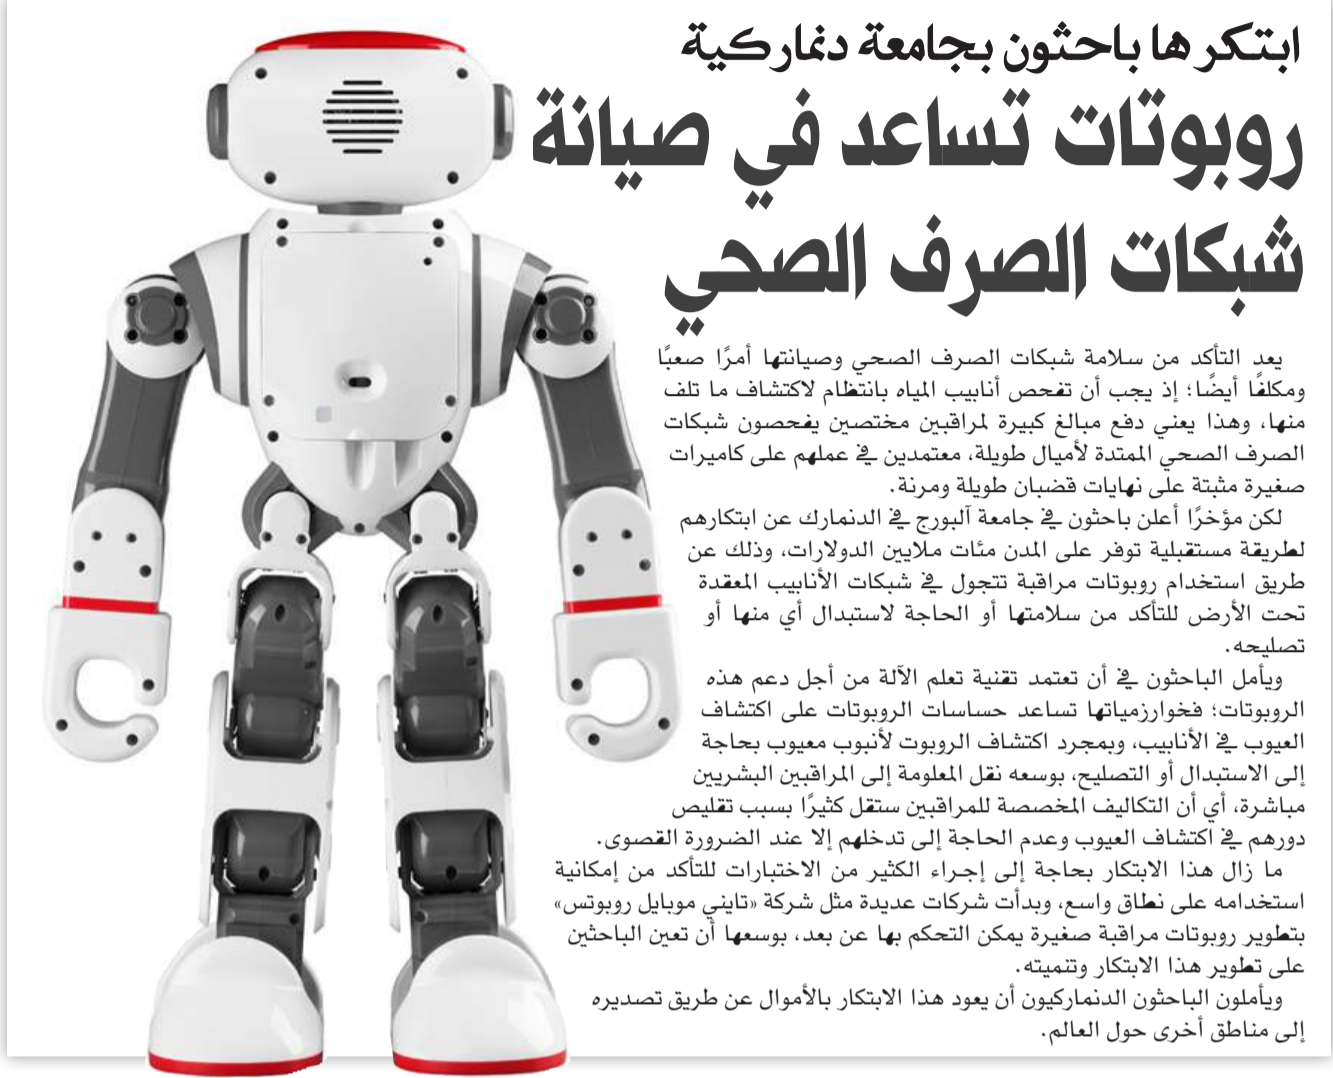 ابتكرها باحثون بجامعة دنماركية
روبوتات تساعد في صيانة
شبكات الصرف الصحي
يعد التأكد من سلامة شبكات الصرف الصحي وصيانتها أمرًا صعبًا
ومكلفًا أيضًا؛ إذ يجب أن تفحص أنابيب المياه بانتظام لاكتشاف ما تلف
منها، وهذا يعني دفع مبالغ كبيرة لمراقبين مختصين يفحصون شبكات
الصرف الصحي الممتدة لأميال طويلة، معتمدين في عملهم على كاميرات
صغيرة مثبتة على نهايات قضبان طويلة ومرنة.
لكن مؤخرًا أعلن باحثون في جامعة آلبورج في الدنمارك عن ابتكارهم
لطريقة مستقبلية توفر على المدن مئات ملايين الدولارات، وذلك عن
طريق استخدام روبوتات مراقبة تتجول في شبكات الأنابيب المعقدة
تحت الأرض للتأكد من سلامتها أو الحاجة لاستبدال أي منها أو
تصليحه.
ويأمل الباحثون في أن تعتمد تقنية تعلم الآلة من أجل دعم هذه
الروبوتات؛ فخوارزمياتها تساعد حساسات الروبوتات على اكتشاف
العيوب في الأنابيب، وبمجرد اكتشاف الروبوت لأنبوب معيوب بحاجة
إلى الاستبدال أو التصليح، بوسعه نقل المعلومة إلى المراقبين البشريين
مباشرة، أي أن التكاليف المخصصة للمراقبين ستقل كثيرًا بسبب تقليص
دورهم في اكتشاف العيوب وعدم الحاجة إلى تدخلهم إلا عند الضرورة القصوى.
ما زال هذا الابتكار بحاجة إلى إجراء الكثير من الاختبارات للتأكد من إمكانية
استخدامه على نطاق واسع، وبدأت شركات عديدة مثل شركة «تايني موبايل روبوتس»
بتطوير روبوتات مراقبة صغيرة يمكن التحكم بها عن بعد، بوسعها أن تعين الباحثين
على تطوير هذا الابتكار وتنميته.
ويأملون الباحثون الدنماركيون أن يعود هذا الابتكار بالأموال عن طريق تصديره
إلى مناطق أخرى حول العالم.